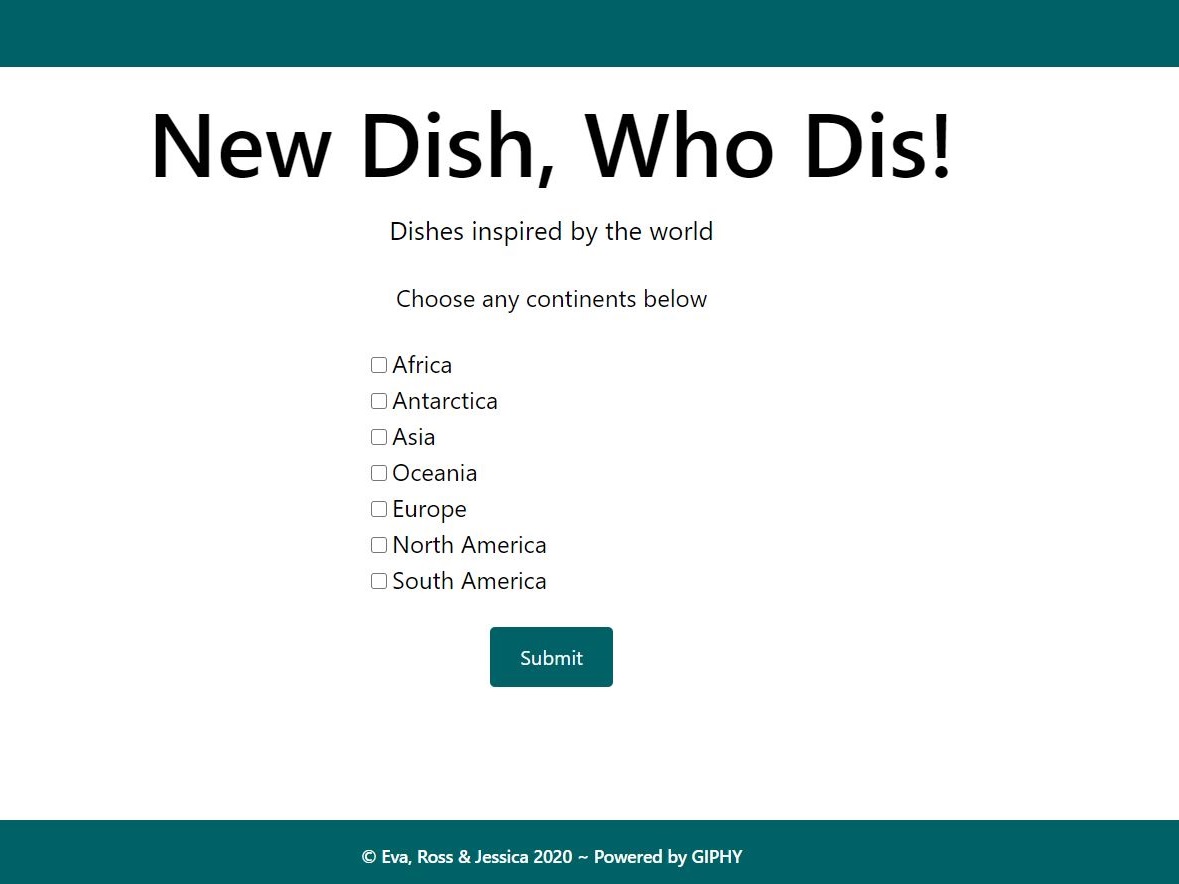 New Dish, Who Dis!
Dishes inspired by the world
Choose any continents below
Africa
Antarctica
Asia
Oceania
Europe
North America
South America
Submit
© Eva, Ross & Jessica 2020 ~ Powered by GIPHY